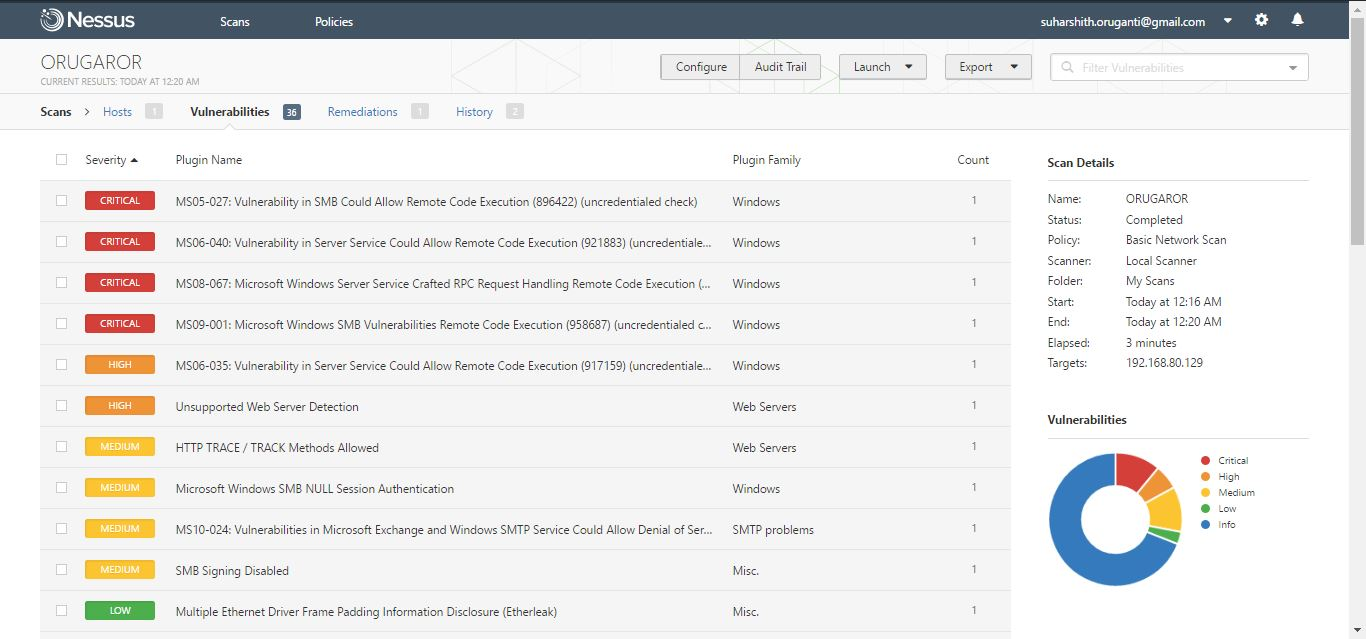 Nessus Scans Policies suharshith.oruganti@gmail.com
ORUGAROR
CURRENT RESULTS: TODAY AT 12:20 AM
Configure Audit Trail Launch Export Filter Vulnerabilities
Scans > Hosts 1 Vulnerabilities 36 Remediations 1 History 2
Severity Plugin Name Plugin Family Count
CRITICAL MS05-027: Vulnerability in SMB Could Allow Remote Code Execution (896422) (uncredentialed check) Windows 1
CRITICAL MS06-040: Vulnerability in Server Service Could Allow Remote Code Execution (921883) (uncredentiale... Windows 1
CRITICAL MS08-067: Microsoft Windows Server Service Crafted RPC Request Handling Remote Code Execution (... Windows 1
CRITICAL MS09-001: Microsoft Windows SMB Vulnerabilities Remote Code Execution (958687) (uncredentialed c... Windows 1
HIGH MS06-035: Vulnerability in Server Service Could Allow Remote Code Execution (917159) (uncredentiale... Windows 1
HIGH Unsupported Web Server Detection Web Servers 1
MEDIUM HTTP TRACE / TRACK Methods Allowed Web Servers 1
MEDIUM Microsoft Windows SMB NULL Session Authentication Windows 1
MEDIUM MS10-024: Vulnerabilities in Microsoft Exchange and Windows SMTP Service Could Allow Denial of Ser... SMTP problems 1
MEDIUM SMB Signing Disabled Misc. 1
LOW Multiple Ethernet Driver Frame Padding Information Disclosure (Etherleak) Misc. 1
Scan Details
Name: ORUGAROR
Status: Completed
Policy: Basic Network Scan
Scanner: Local Scanner
Folder: My Scans
Start: Today at 12:16 AM
End: Today at 12:20 AM
Elapsed: 3 minutes
Targets: 192.168.80.129
Vulnerabilities
Critical
High
Medium
Low
Info